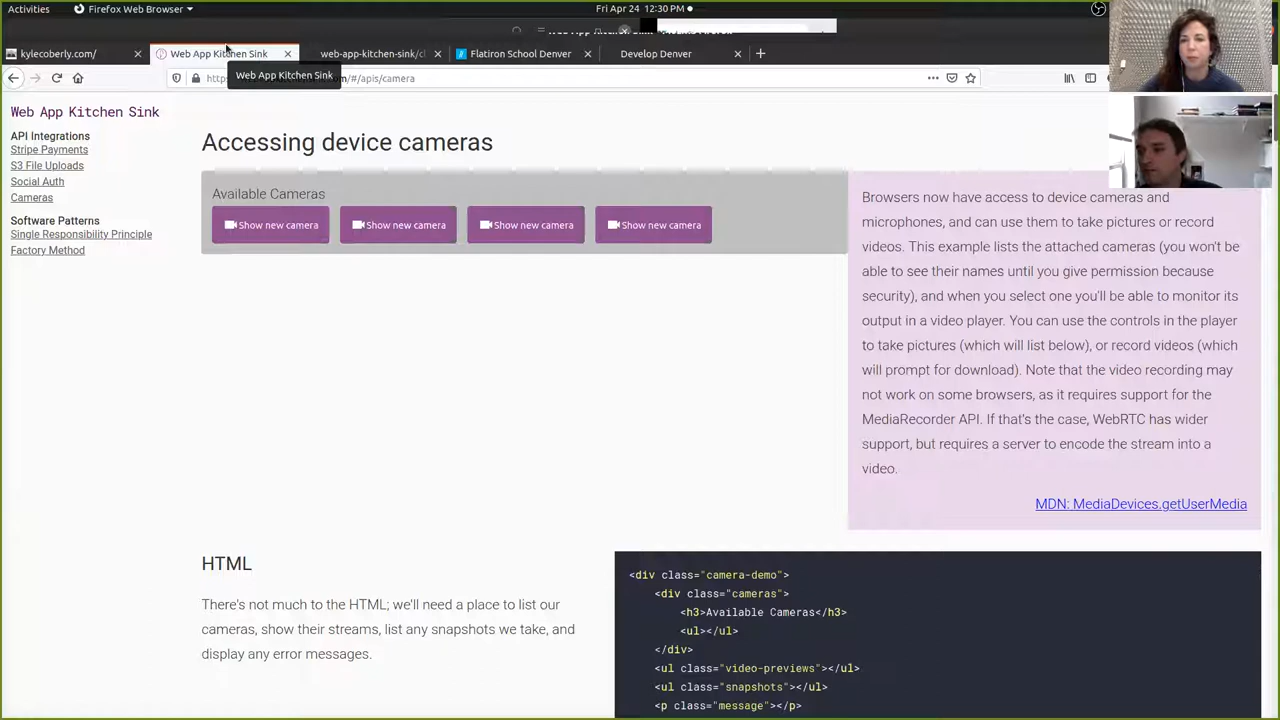 Activities
Firefox Web Browser
Fri Apr 24 12:30 PM
kylecoberly.com/
Web App Kitchen Sink
web-app-kitchen-sink/cl
Flatiron School Denver
Develop Denver
Web App Kitchen Sink
/#/apis/camera
Web App Kitchen Sink
API Integrations
Stripe Payments
S3 File Uploads
Social Auth
Cameras
Software Patterns
Single Responsibility Principle
Factory Method
Accessing device cameras
Available Cameras
Show new camera
Show new camera
Show new camera
Show new camera
Browsers now have access to device cameras and
microphones, and can use them to take pictures or record
videos. This example lists the attached cameras (you won't be
able to see their names until you give permission because
security), and when you select one you'll be able to monitor its
output in a video player. You can use the controls in the player
to take pictures (which will list below), or record videos (which
will prompt for download). Note that the video recording may
not work on some browsers, as it requires support for the
MediaRecorder API. If that's the case, WebRTC has wider
support, but requires a server to encode the stream into a
video.
MDN: MediaDevices.getUserMedia
HTML
There's not much to the HTML; we'll need a place to list our
cameras, show their streams, list any snapshots we take, and
display any error messages.
<div class="camera-demo">
<div class="cameras">
<h3>Available Cameras</h3>
<ul></ul>
</div>
<ul class="video-previews"></ul>
<ul class="snapshots"></ul>
<p class="message"></p>